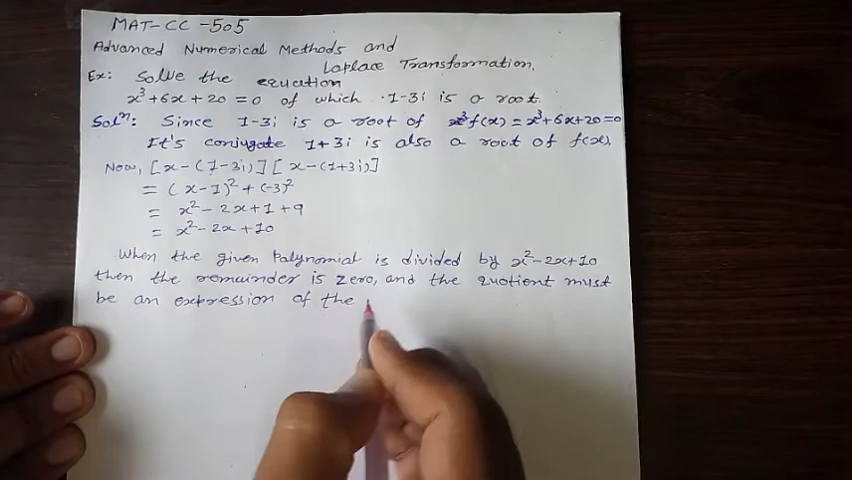 MAT-CC-505
Advanced Numerical Methods and
Laplace Transformation.
Ex: Solve the equation
x³+6x+20=0 of which 1-3i is a root.
Solⁿ: Since 1-3i is a root of f(x)=x³+6x+20=0
It's conjugate 1+3i is also a root of f(x),
Now, [x-(1-3i)][x-(1+3i)]
= (x-1)²+(-3)²
= x²-2x+1+9
= x²-2x+10
When the given Polynomial is divided by x²-2x+10
then the remainder is zero, and the quotient must
be an expression of the